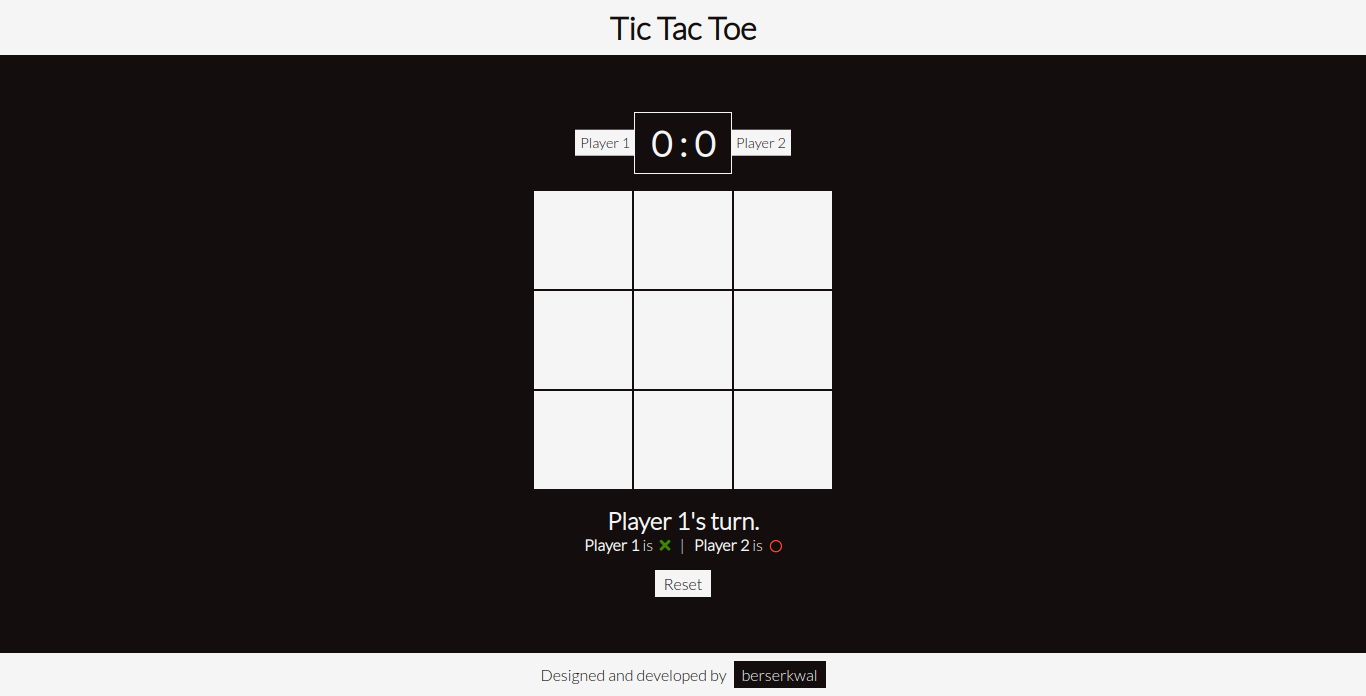 Tic Tac Toe
Player 1 0 : 0 Player 2
Player 1's turn.
Player 1 is ✖ | Player 2 is ○
Reset
Designed and developed by berserkwal